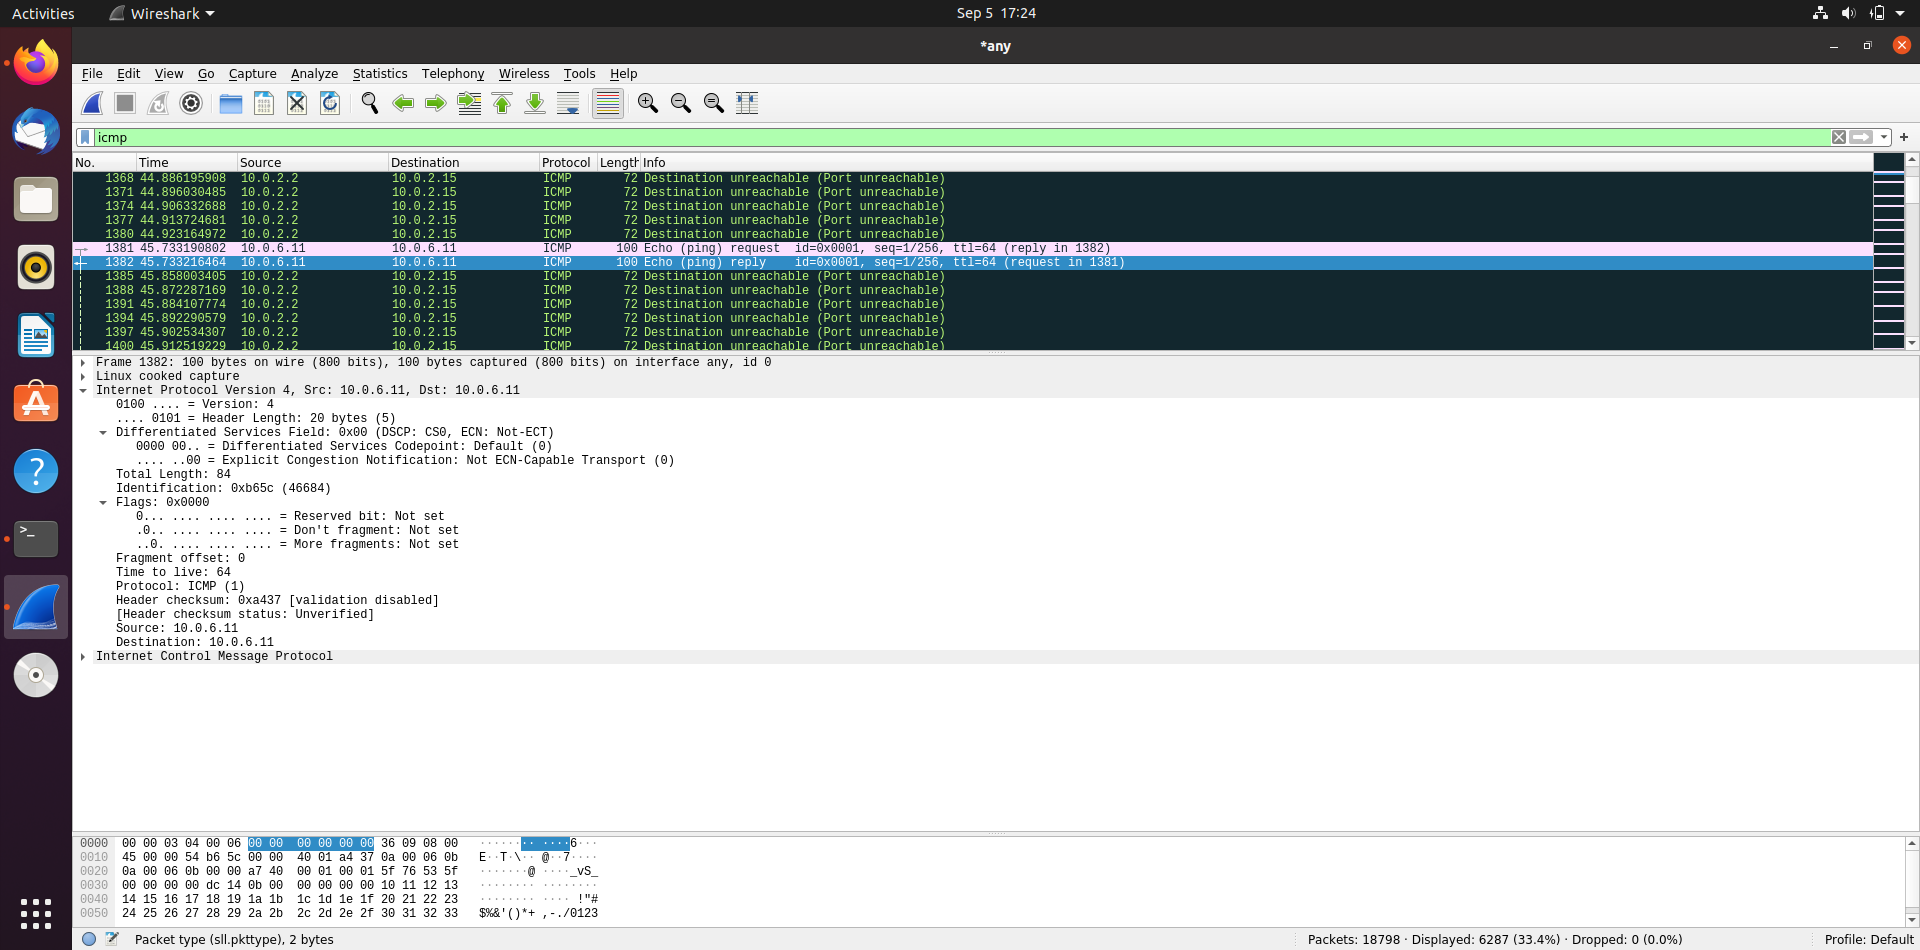 Activities Wireshark Sep 5 17:24
*any
File Edit View Go Capture Analyze Statistics Telephony Wireless Tools Help
icmp
No. Time Source Destination Protocol Length Info
1368 44.886195908 10.0.2.2 10.0.2.15 ICMP 72 Destination unreachable (Port unreachable)
1371 44.896030485 10.0.2.2 10.0.2.15 ICMP 72 Destination unreachable (Port unreachable)
1374 44.906332688 10.0.2.2 10.0.2.15 ICMP 72 Destination unreachable (Port unreachable)
1377 44.913724681 10.0.2.2 10.0.2.15 ICMP 72 Destination unreachable (Port unreachable)
1380 44.923164972 10.0.2.2 10.0.2.15 ICMP 72 Destination unreachable (Port unreachable)
1381 45.733190802 10.0.6.11 10.0.6.11 ICMP 100 Echo (ping) request id=0x0001, seq=1/256, ttl=64 (reply in 1382)
1382 45.733216464 10.0.6.11 10.0.6.11 ICMP 100 Echo (ping) reply id=0x0001, seq=1/256, ttl=64 (request in 1381)
1385 45.858003405 10.0.2.2 10.0.2.15 ICMP 72 Destination unreachable (Port unreachable)
1388 45.872287169 10.0.2.2 10.0.2.15 ICMP 72 Destination unreachable (Port unreachable)
1391 45.884107774 10.0.2.2 10.0.2.15 ICMP 72 Destination unreachable (Port unreachable)
1394 45.892290579 10.0.2.2 10.0.2.15 ICMP 72 Destination unreachable (Port unreachable)
1397 45.902534307 10.0.2.2 10.0.2.15 ICMP 72 Destination unreachable (Port unreachable)
1400 45.912519229 10.0.2.2 10.0.2.15 ICMP 72 Destination unreachable (Port unreachable)
Frame 1382: 100 bytes on wire (800 bits), 100 bytes captured (800 bits) on interface any, id 0
Linux cooked capture
Internet Protocol Version 4, Src: 10.0.6.11, Dst: 10.0.6.11
0100 .... = Version: 4
.... 0101 = Header Length: 20 bytes (5)
Differentiated Services Field: 0x00 (DSCP: CS0, ECN: Not-ECT)
0000 00.. = Differentiated Services Codepoint: Default (0)
.... ..00 = Explicit Congestion Notification: Not ECN-Capable Transport (0)
Total Length: 84
Identification: 0xb65c (46684)
Flags: 0x0000
0... .... .... .... = Reserved bit: Not set
.0.. .... .... .... = Don't fragment: Not set
..0. .... .... .... = More fragments: Not set
Fragment offset: 0
Time to live: 64
Protocol: ICMP (1)
Header checksum: 0xa437 [validation disabled]
[Header checksum status: Unverified]
Source: 10.0.6.11
Destination: 10.0.6.11
Internet Control Message Protocol
0000 00 00 03 04 00 06 00 00 00 00 00 00 36 09 08 00 ········ ····6···
0010 45 00 00 54 b6 5c 00 00 40 01 a4 37 0a 00 06 0b E··T·\·· @··7····
0020 0a 00 06 0b 00 00 a7 40 00 01 00 01 5f 76 53 5f ·······@ ····_vS_
0030 00 00 00 00 dc 14 0b 00 00 00 00 00 10 11 12 13 ········ ········
0040 14 15 16 17 18 19 1a 1b 1c 1d 1e 1f 20 21 22 23 ········ ···· !"#
0050 24 25 26 27 28 29 2a 2b 2c 2d 2e 2f 30 31 32 33 $%&'()*+ ,-./0123
Packet type (sll.pkttype), 2 bytes Packets: 18798 · Displayed: 6287 (33.4%) · Dropped: 0 (0.0%) Profile: Default